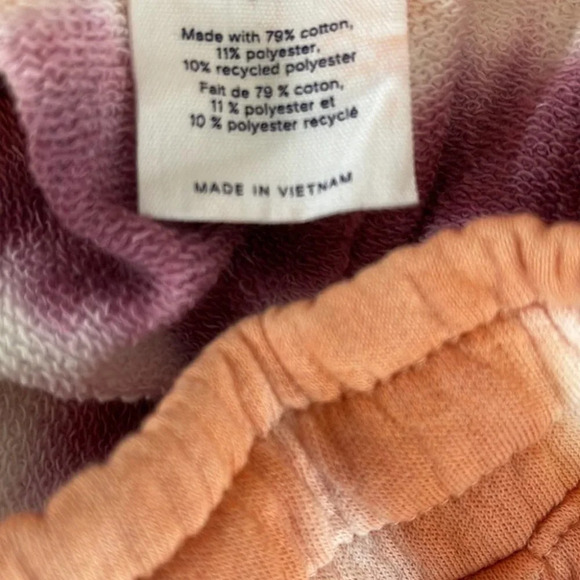 Made with 79% cotton,
11% polyester,
10% recycled polyester
Fait de 79 % coton,
11 % polyester et
10 % polyester recyclé
MADE IN VIETNAM